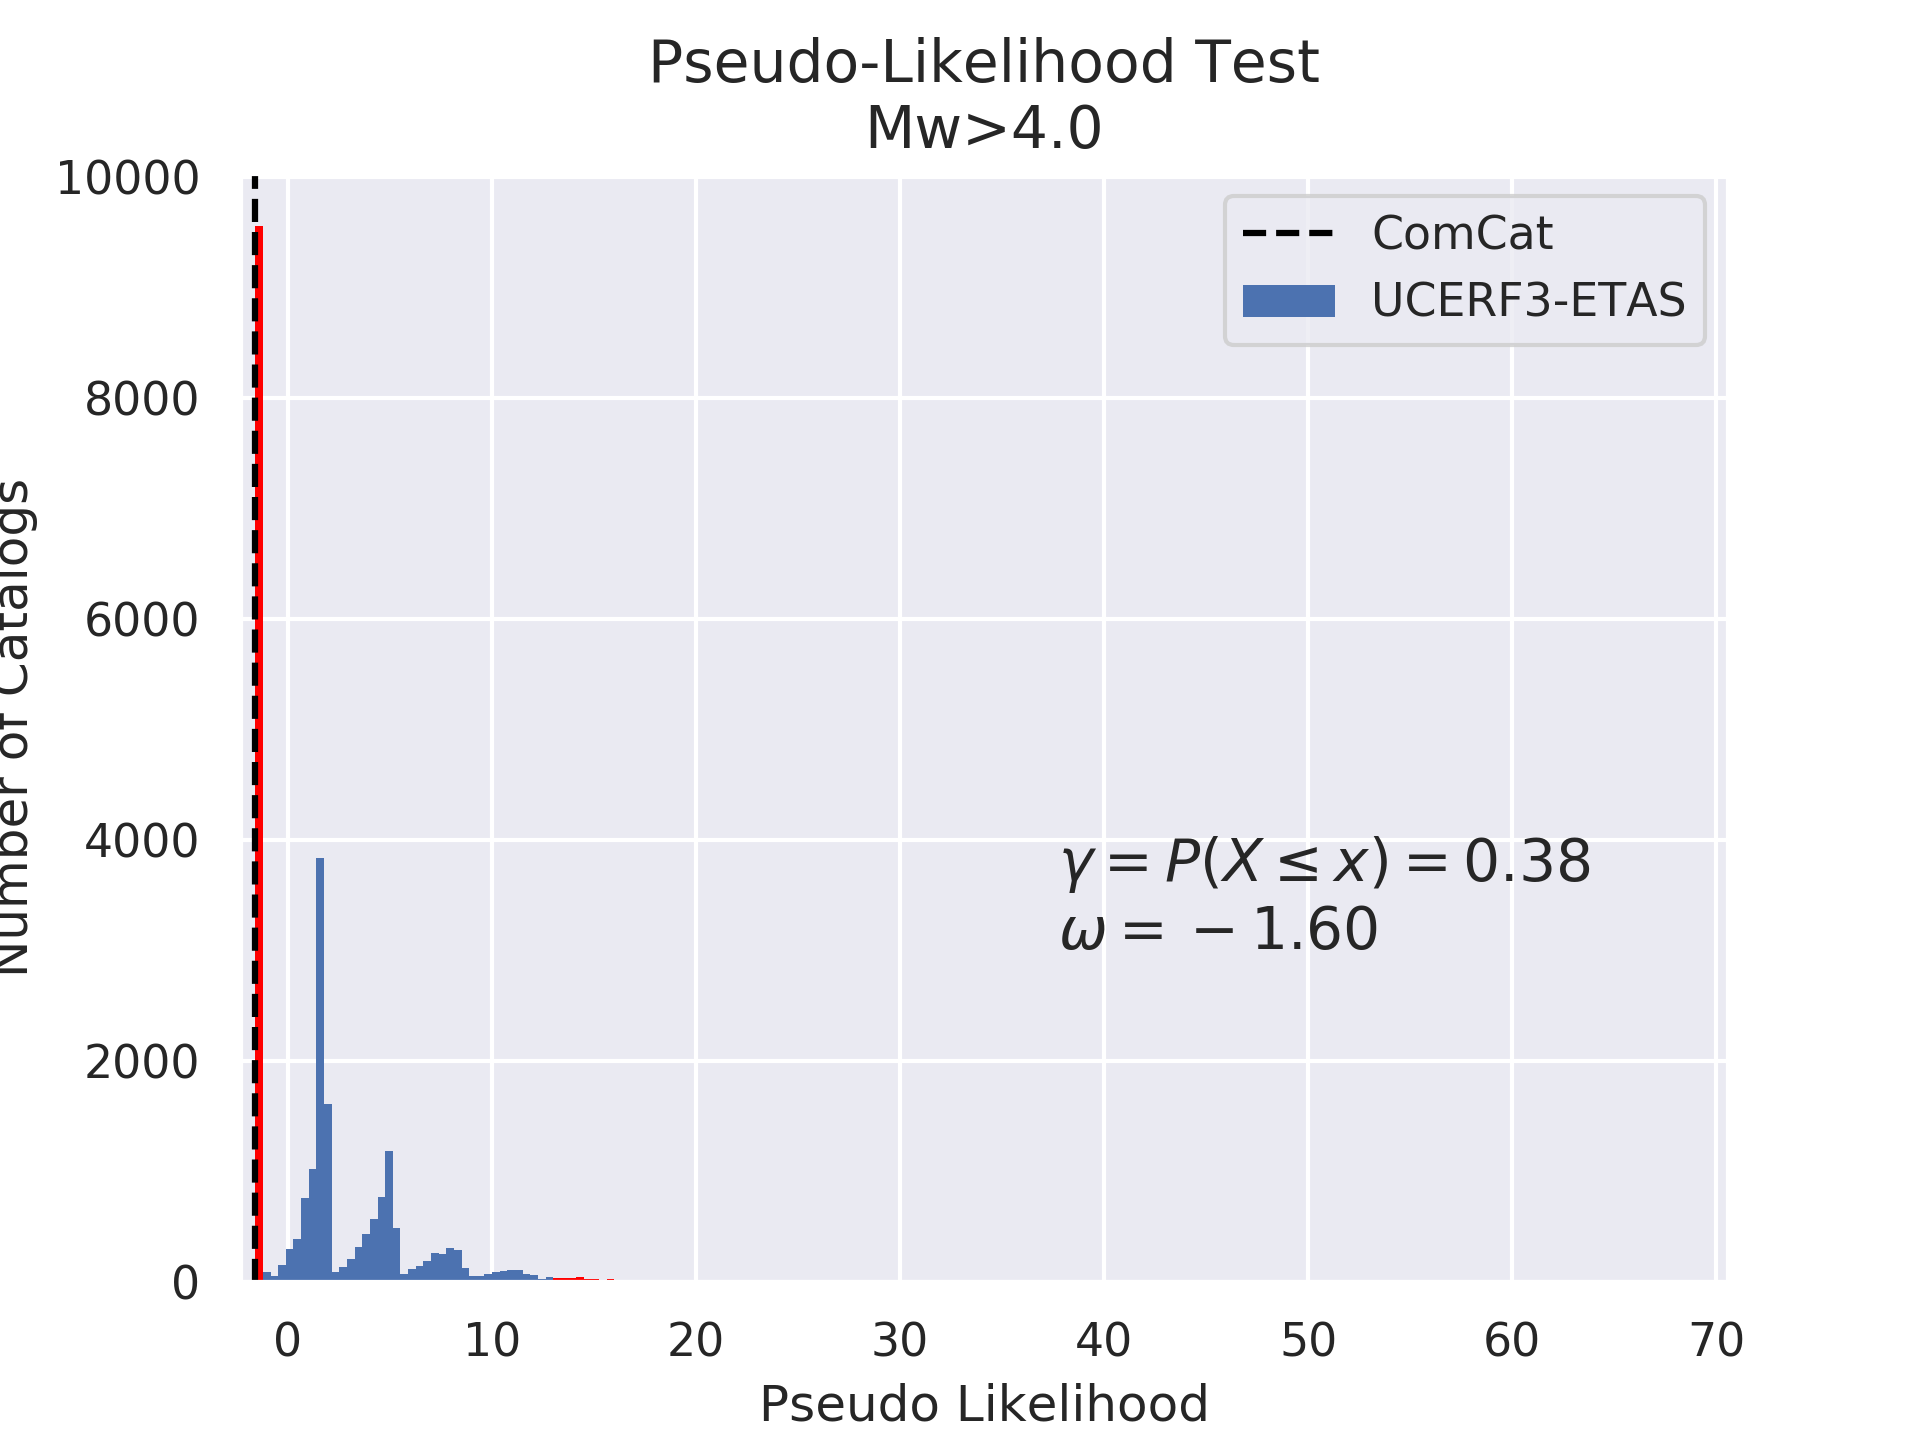 Pseudo-Likelihood Test
Mw>4.0
10000
8000
6000
4000
2000
0
Number of Catalogs
ComCat
UCERF3-ETAS
γ = P(X ≤ x) = 0.38
ω = −1.60
0 10 20 30 40 50 60 70
Pseudo Likelihood